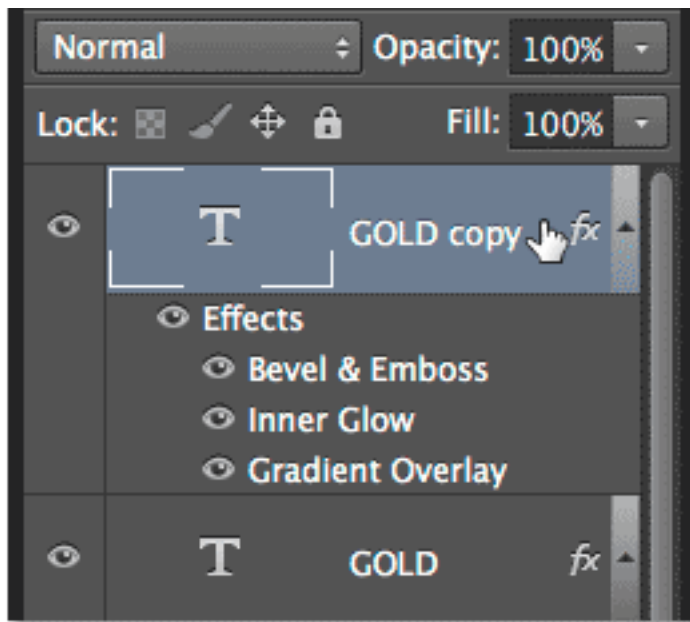 Normal Opacity: 100%
Lock: Fill: 100%
T GOLD copy fx
Effects
Bevel & Emboss
Inner Glow
Gradient Overlay
T GOLD fx